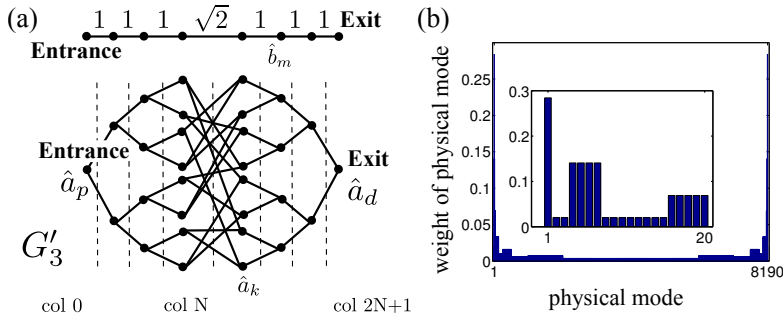 (a)
1 1 1 √2 1 1 1 Exit
Entrance
b̂_m
Entrance
Exit
â_p
â_d
G′_3
â_k
col 0 col N col 2N+1
(b)
weight of physical mode
0.25
0.2
0.15
0.1
0.05
0
1 8190
physical mode
0.3
0.2
0.1
0
1 20